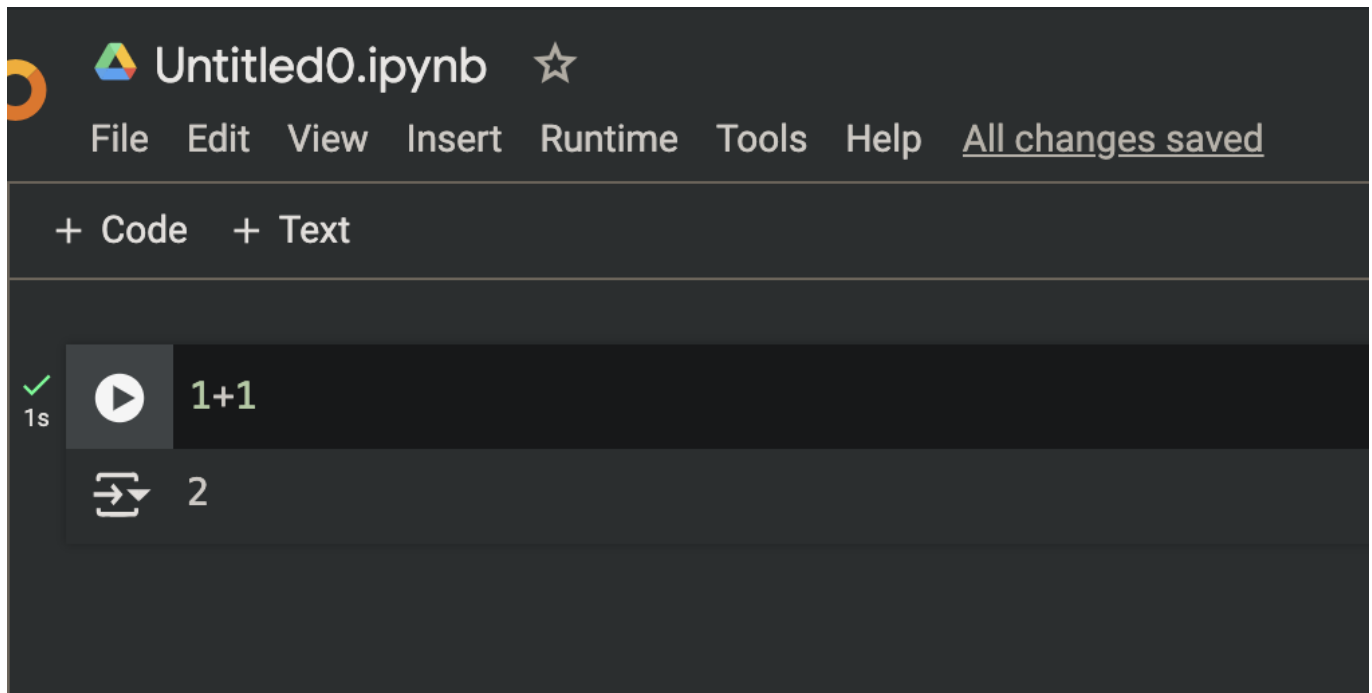 Untitled0.ipynb
File Edit View Insert Runtime Tools Help All changes saved
+ Code + Text
1+1
1s
2